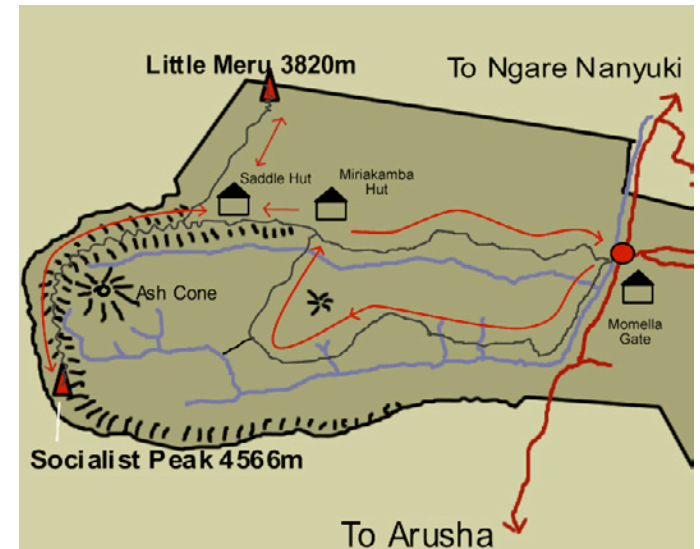 Little Meru 3820m
To Ngare Nanyuki
Saddle Hut
Miriakamba
Hut
Ash Cone
Momella
Gate
Socialist Peak 4566m
To Arusha